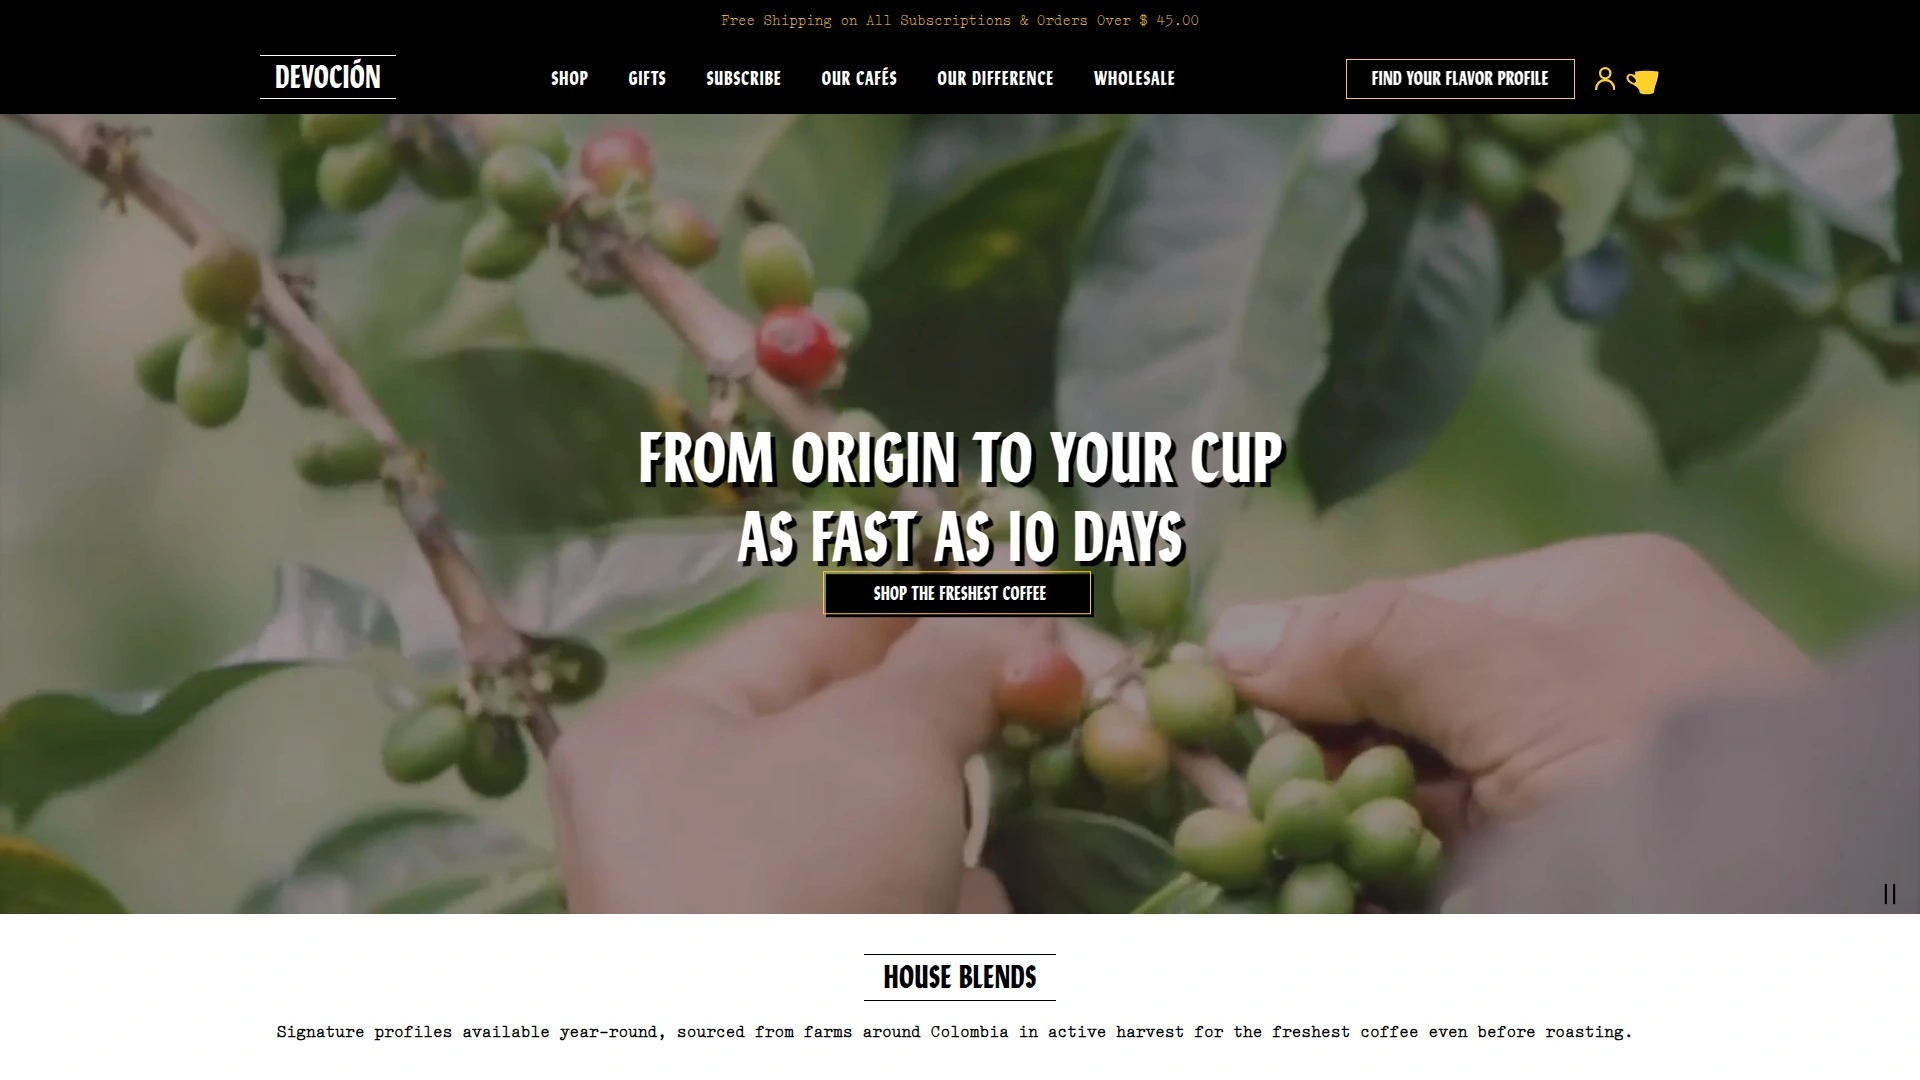 Free Shipping on All Subscriptions & Orders Over $ 45.00
DEVOCIÓN
SHOP GIFTS SUBSCRIBE OUR CAFÉS OUR DIFFERENCE WHOLESALE
FIND YOUR FLAVOR PROFILE
FROM ORIGIN TO YOUR CUP
AS FAST AS 10 DAYS
SHOP THE FRESHEST COFFEE
HOUSE BLENDS
Signature profiles available year-round, sourced from farms around Colombia in active harvest for the freshest coffee even before roasting.